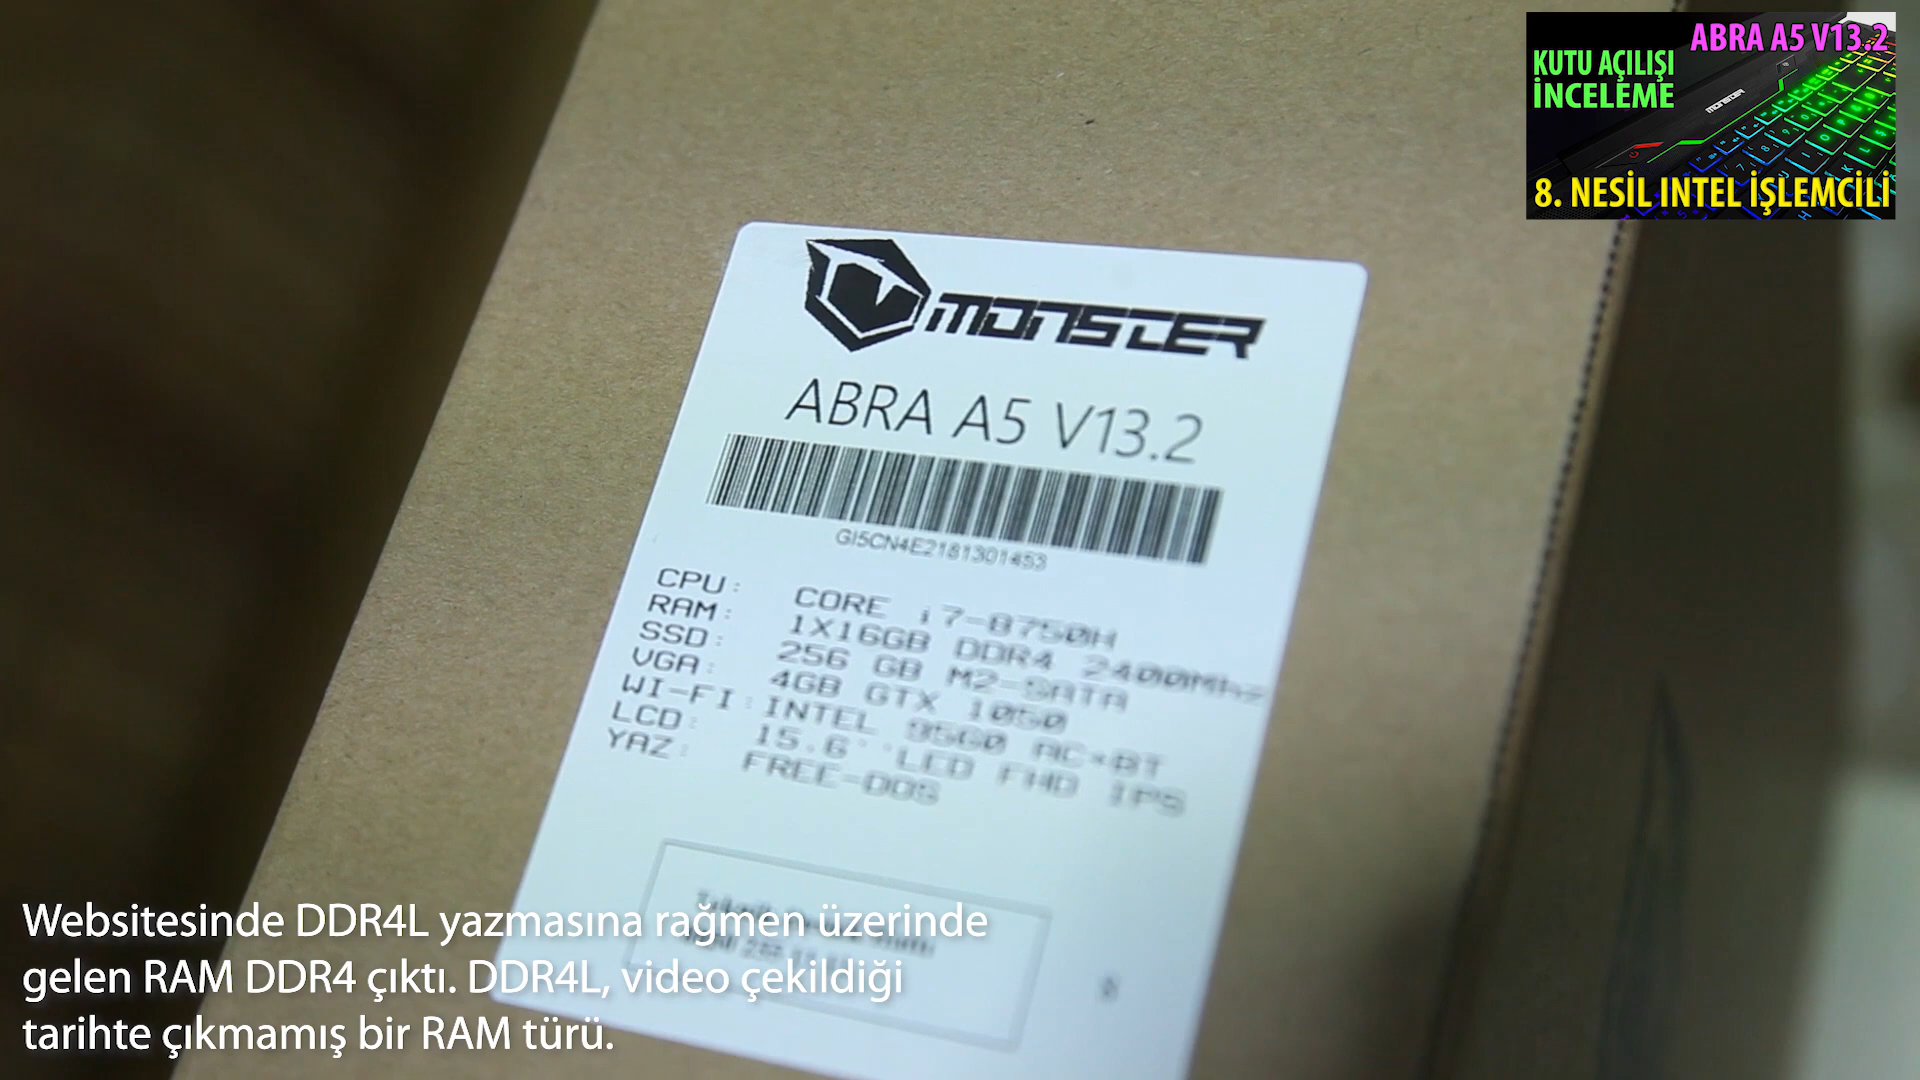 ABRA A5 V13.2
KUTU AÇILIŞI
İNCELEME
MONSTER
8. NESİL INTEL İŞLEMCİLİ
MONSTER
ABRA A5 V13.2
GI5CN4E2181301453
CPU: CORE i7-8750H
RAM: 1X16GB DDR4 2400MHz
SSD: 256 GB M2-SATA
VGA: 4GB GTX 1050
WI-FI: INTEL 9560 AC+BT
LCD: 15.6'' LED FHD IPS
YAZ: FREE-DOS
Websitesinde DDR4L yazmasına rağmen üzerinde
gelen RAM DDR4 çıktı. DDR4L, video çekildiği
tarihte çıkmamış bir RAM türü.